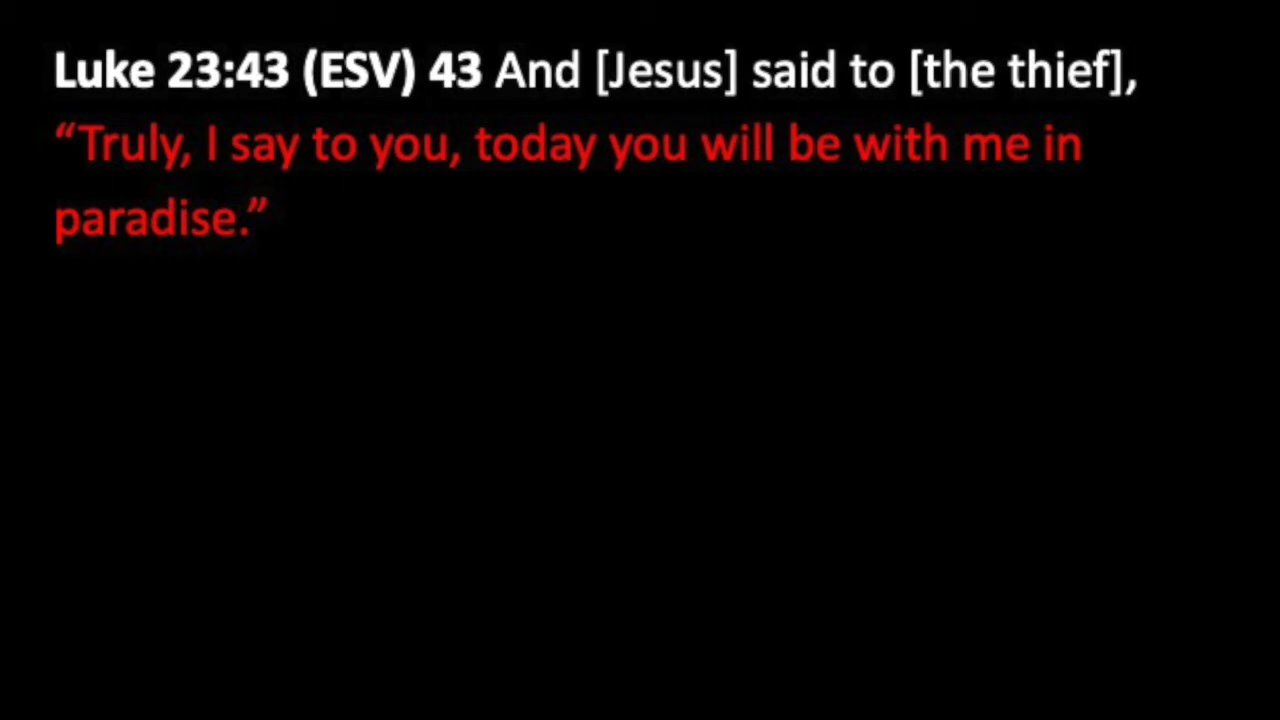 Luke 23:43 (ESV) 43 And [Jesus] said to [the thief],
“Truly, I say to you, today you will be with me in
paradise.”